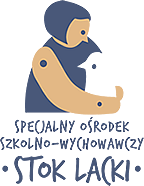 SPECJALNY OŚRODEK
SZKOLNO-WYCHOWAWCZY
• STOK LACKI •